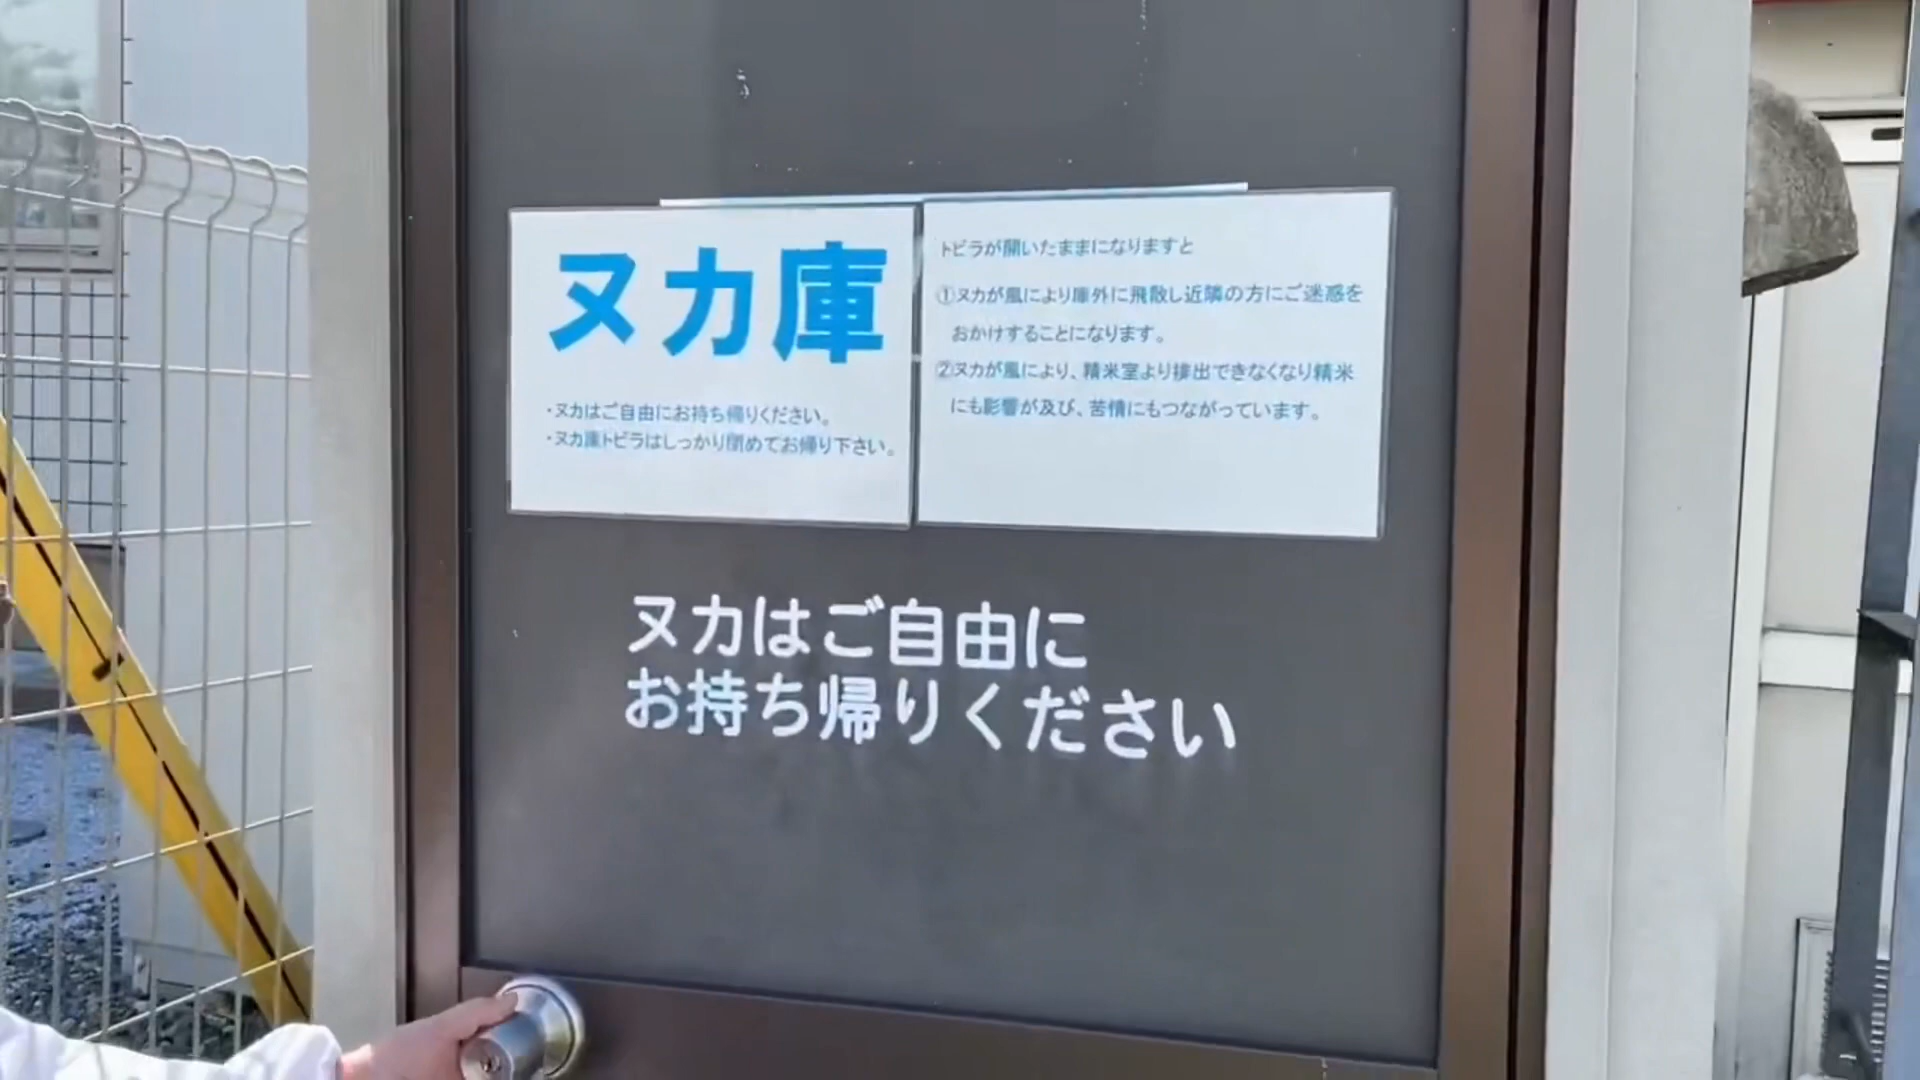 ヌカ庫
・ヌカはご自由にお持ち帰りください。
・ヌカ庫トビラはしっかり閉めてお帰り下さい。
トビラが開いたままになりますと
①ヌカが風により庫外に飛散し近隣の方にご迷惑を
おかけすることになります。
②ヌカが風により、精米室より排出できなくなり精米
にも影響が及び、苦情にもつながっています。
ヌカはご自由に
お持ち帰りください